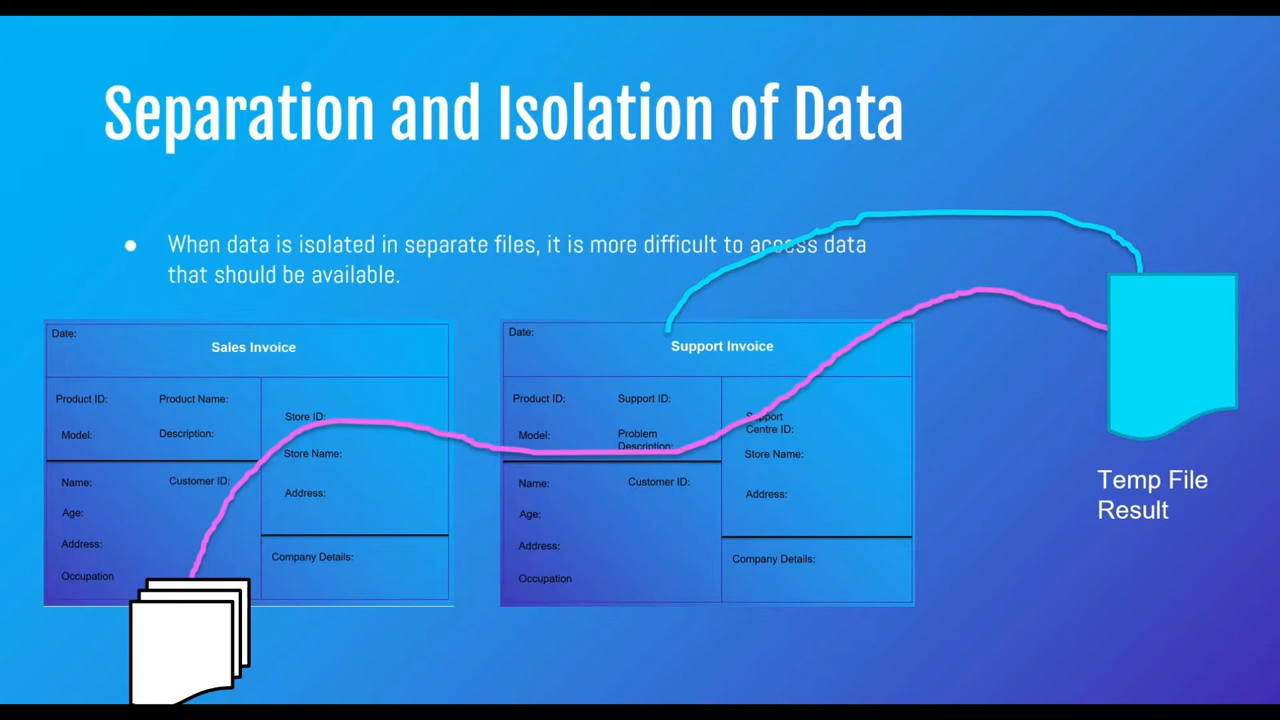 Separation and Isolation of Data
● When data is isolated in separate files, it is more difficult to access data
that should be available.
Date:
Sales Invoice
Product ID: Product Name:
Model: Description:
Store ID:
Store Name:
Address:
Name: Customer ID:
Age:
Address:
Occupation
Company Details:
Date:
Support Invoice
Product ID: Support ID:
Model: Problem
Description:
Support
Centre ID:
Store Name:
Address:
Name: Customer ID:
Age:
Address:
Occupation
Company Details:
Temp File
Result